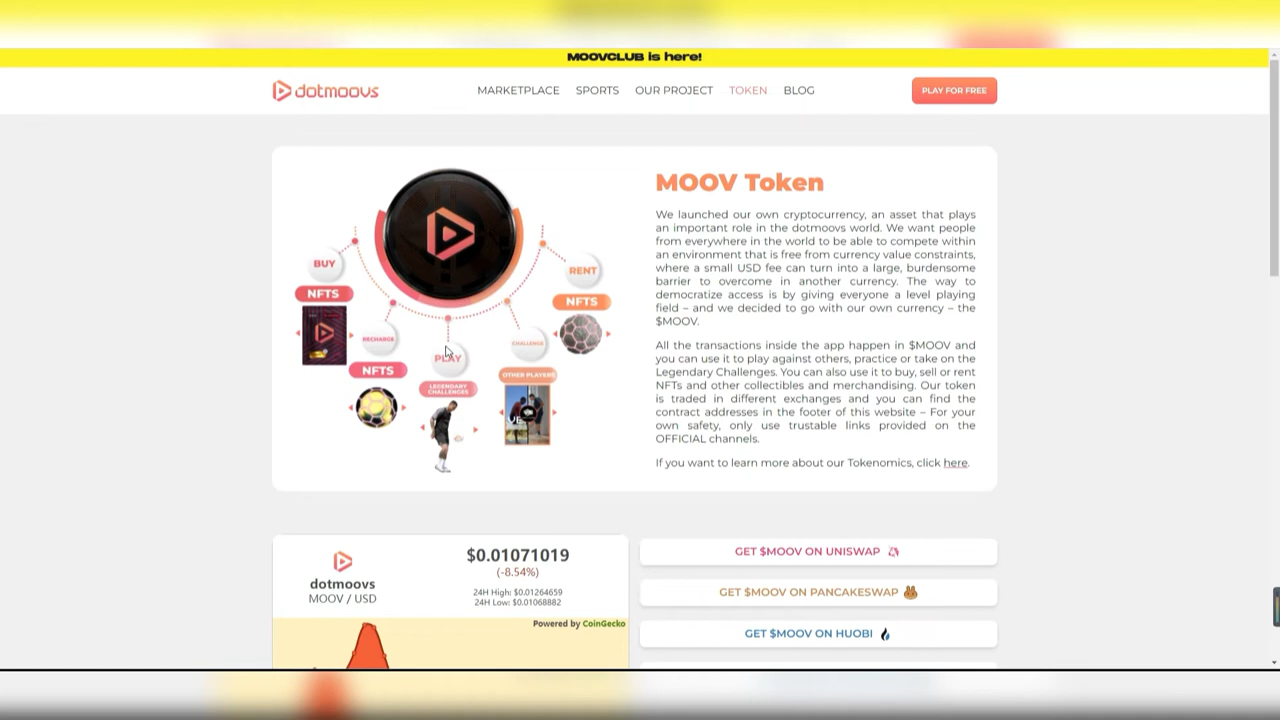 MOOVCLUB is here!
dotmoovs
MARKETPLACE SPORTS OUR PROJECT TOKEN BLOG
PLAY FOR FREE
BUY
NFTS
RECHARGE
NFTS
PLAY
LEGENDARY
CHALLENGES
CHALLENGE
OTHER PLAYERS
RENT
NFTS
MOOV Token
We launched our own cryptocurrency, an asset that plays
an important role in the dotmoovs world. We want people
from everywhere in the world to be able to compete within
an environment that is free from currency value constraints,
where a small USD fee can turn into a large, burdensome
barrier to overcome in another currency. The way to
democratize access is by giving everyone a level playing
field – and we decided to go with our own currency – the
$MOOV.
All the transactions inside the app happen in $MOOV and
you can use it to play against others, practice or take on the
Legendary Challenges. You can also use it to buy, sell or rent
NFTs and other collectibles and merchandising. Our token
is traded in different exchanges and you can find the
contract addresses in the footer of this website – For your
own safety, only use trustable links provided on the
OFFICIAL channels.
If you want to learn more about our Tokenomics, click here.
dotmoovs
MOOV / USD
$0.01071019
(-8.54%)
24H High: $0.01264659
24H Low: $0.01068882
Powered by CoinGecko
GET $MOOV ON UNISWAP
GET $MOOV ON PANCAKESWAP
GET $MOOV ON HUOBI